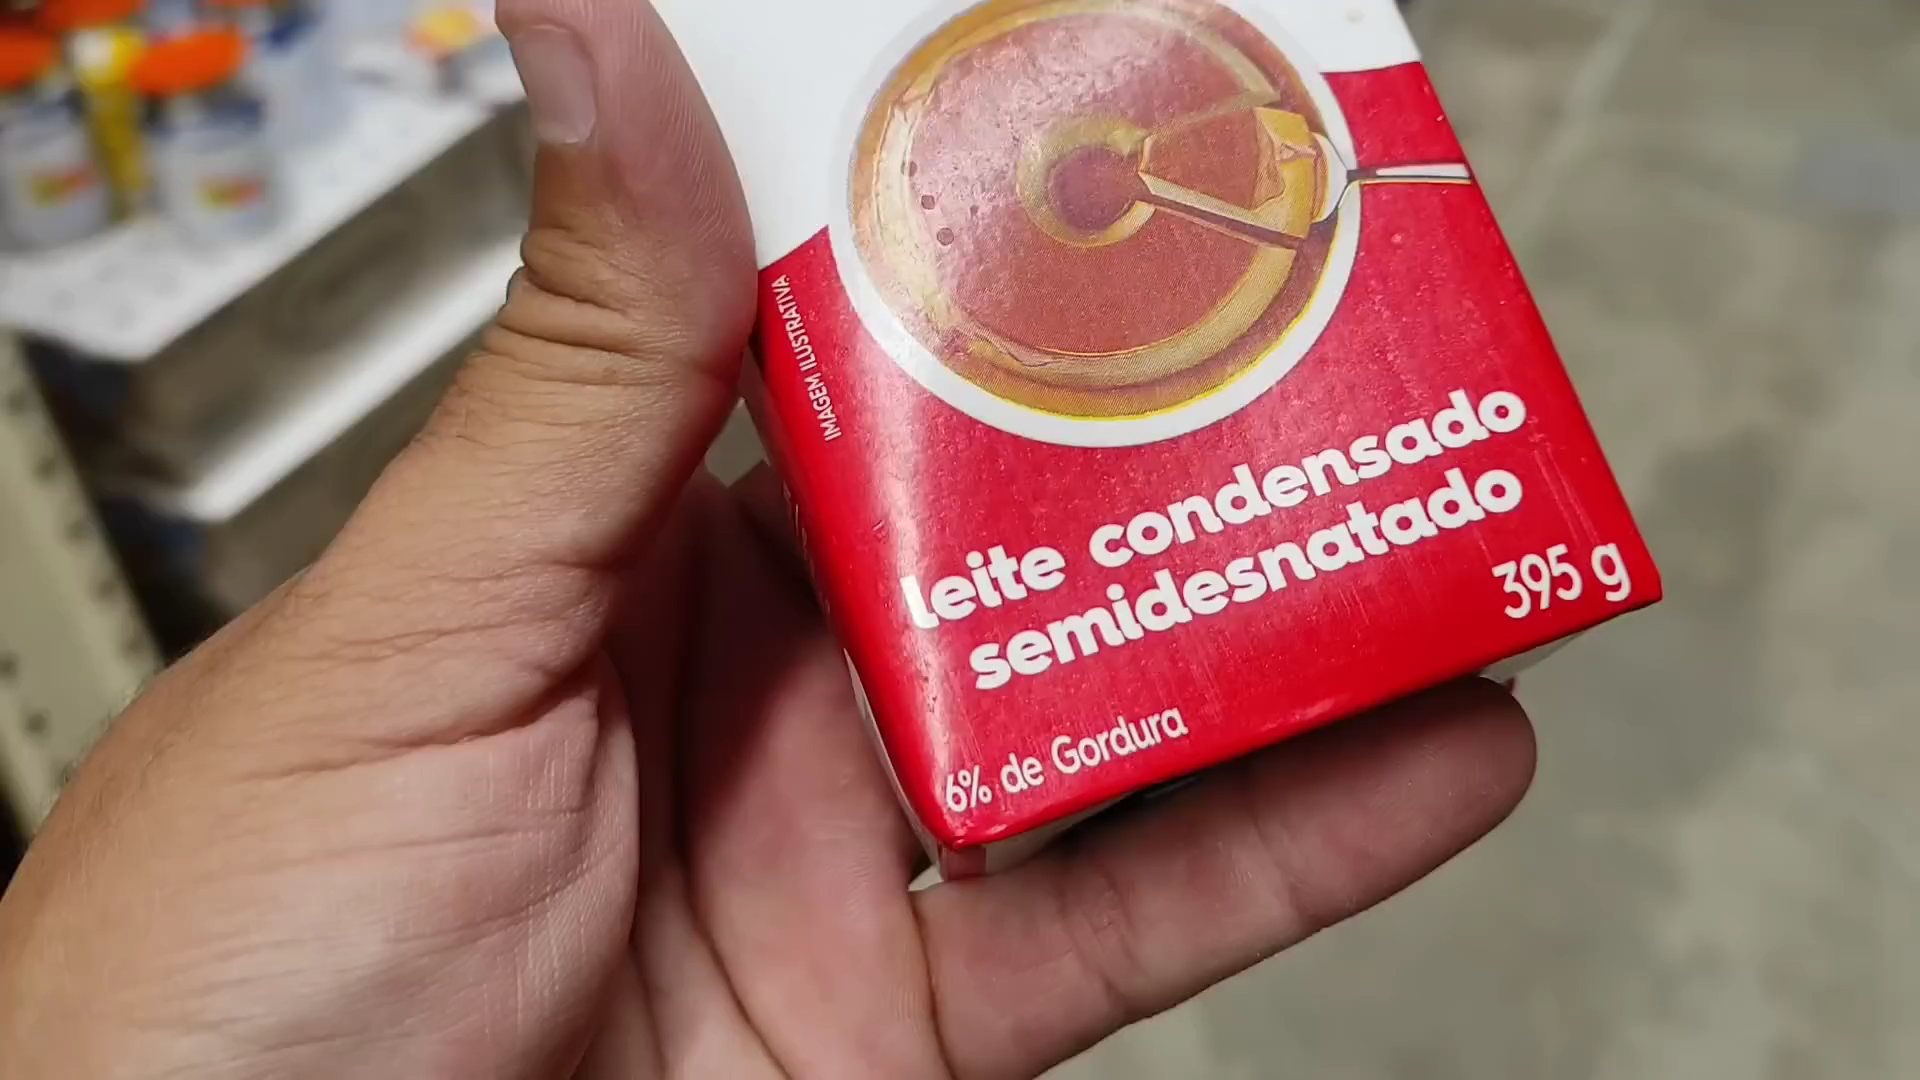 IMAGEM ILUSTRATIVA
leite condensado
semidesnatado
395 g
6% de Gordura